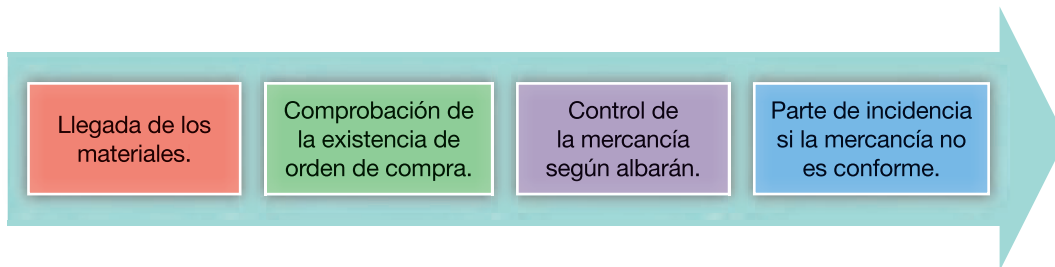 Llegada de los
materiales.
Comprobación de
la existencia de
orden de compra.
Control de
la mercancía
según albarán.
Parte de incidencia
si la mercancía no
es conforme.